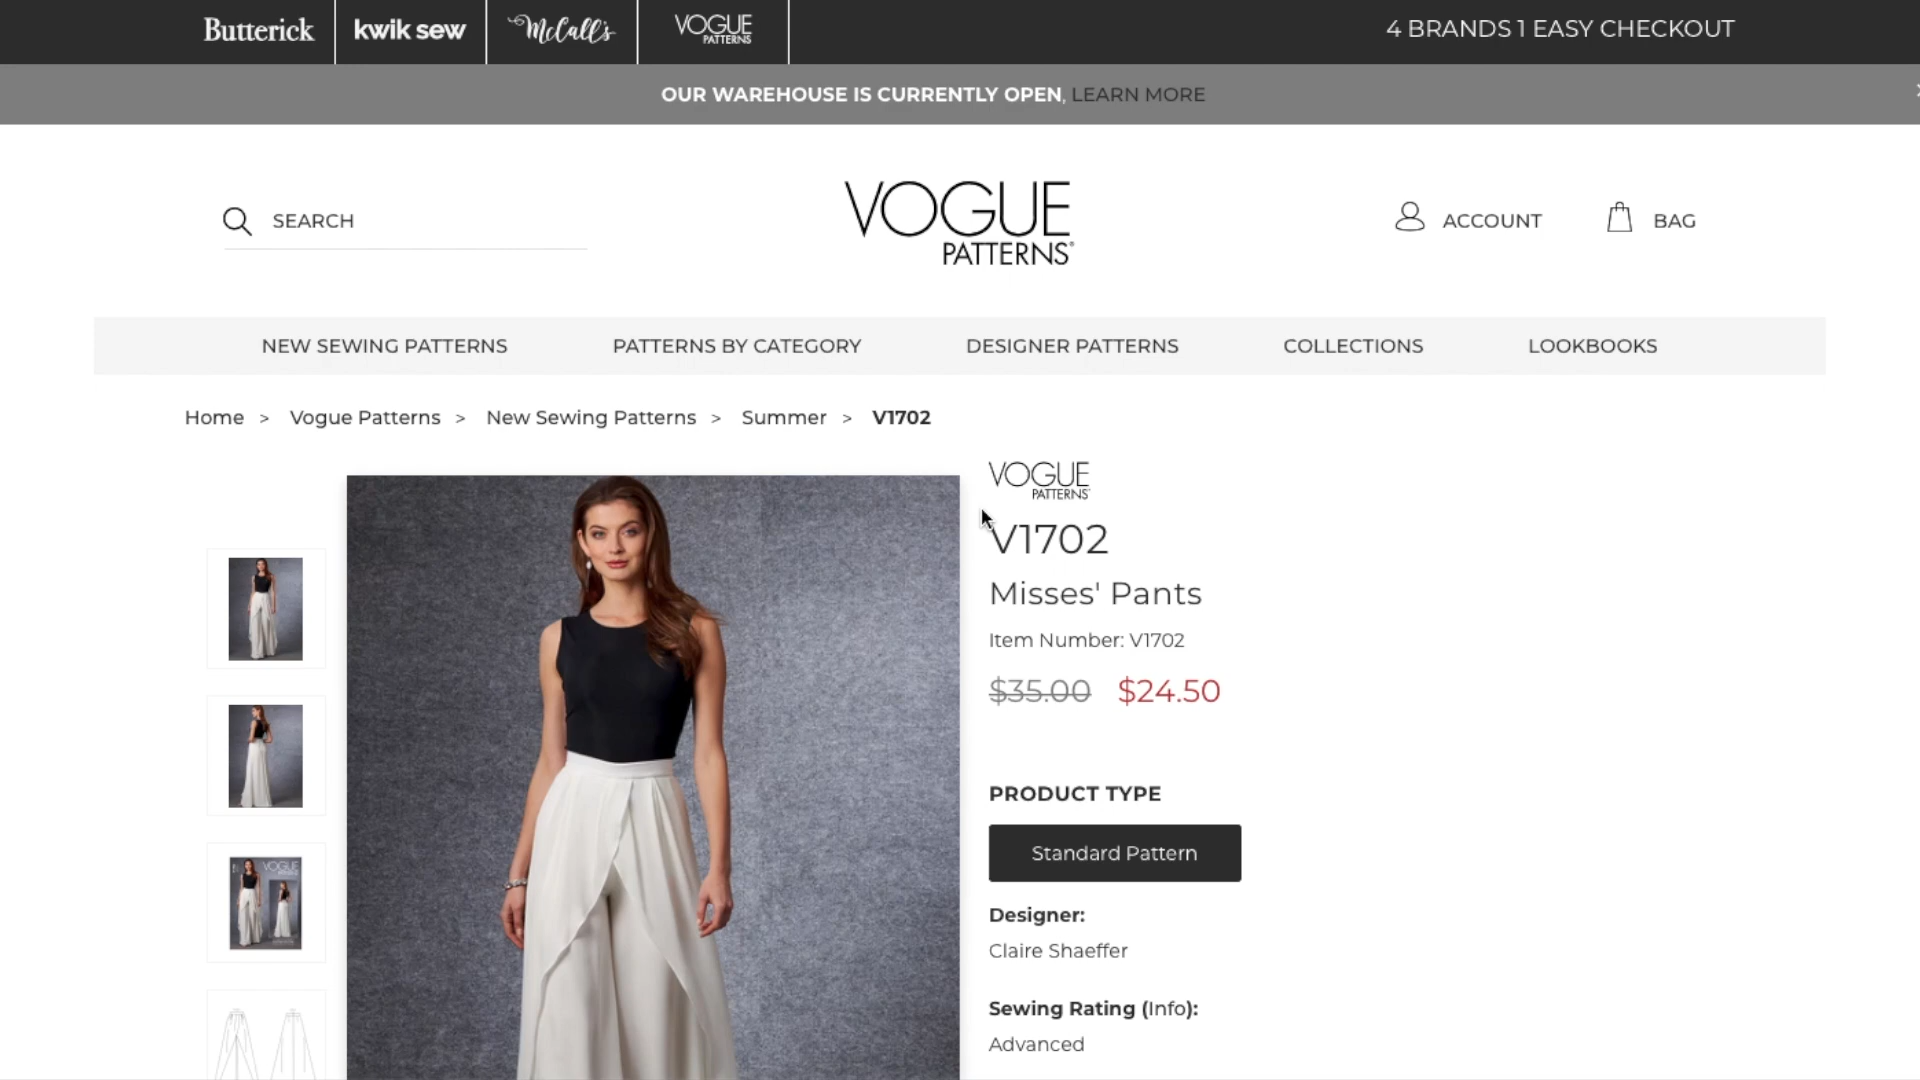 Butterick
kwik sew
McCall's
VOGUE
PATTERNS
4 BRANDS 1 EASY CHECKOUT
OUR WAREHOUSE IS CURRENTLY OPEN, LEARN MORE
SEARCH
VOGUE
PATTERNS®
ACCOUNT
BAG
NEW SEWING PATTERNS
PATTERNS BY CATEGORY
DESIGNER PATTERNS
COLLECTIONS
LOOKBOOKS
Home > Vogue Patterns > New Sewing Patterns > Summer > V1702
VOGUE
PATTERNS
V1702
Misses' Pants
Item Number: V1702
$35.00 $24.50
PRODUCT TYPE
Standard Pattern
Designer:
Claire Shaeffer
Sewing Rating (Info):
Advanced
VOGUE